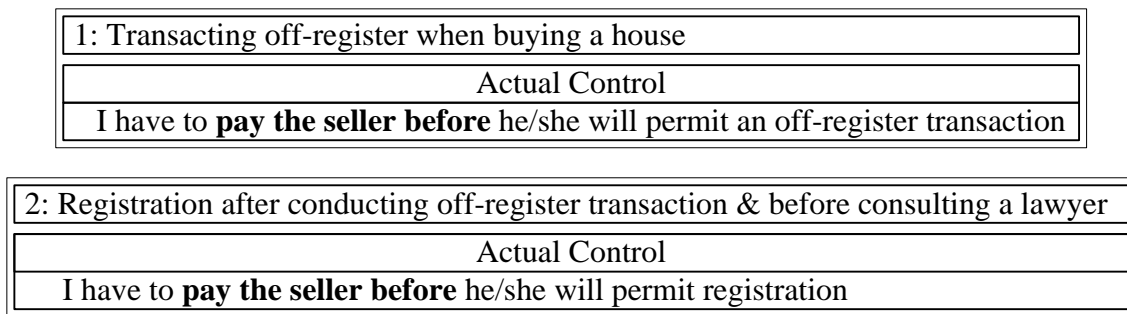 1: Transacting off-register when buying a house
Actual Control
I have to pay the seller before he/she will permit an off-register transaction
2: Registration after conducting off-register transaction & before consulting a lawyer
Actual Control
I have to pay the seller before he/she will permit registration